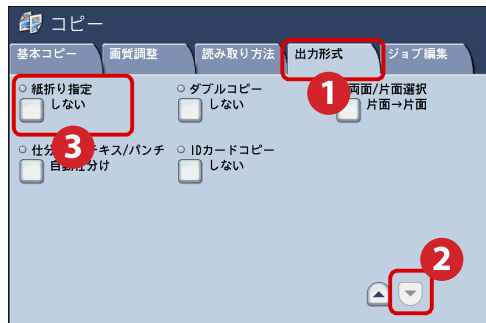 コピー
基本コピー 画質調整 読み取り方法 出力形式 ジョブ編集
紙折り指定 ダブルコピー 両面/片面選択
しない しない 片面→片面
1
3
仕分け キス/パンチ IDカードコピー
自動仕分け しない
2